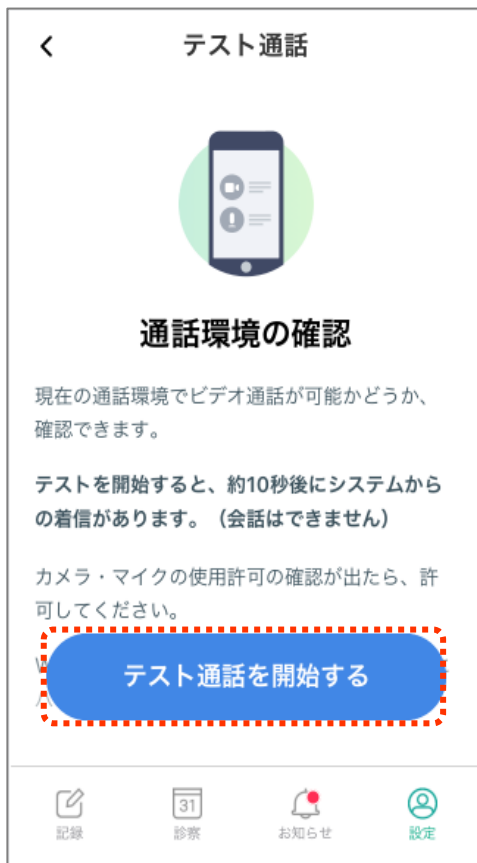 テスト通話
通話環境の確認
現在の通話環境でビデオ通話が可能かどうか、
確認できます。
テストを開始すると、約10秒後にシステムから
の着信があります。（会話はできません）
カメラ・マイクの使用許可の確認が出たら、許
可してください。
テスト通話を開始する
31
記録
診察
お知らせ
設定